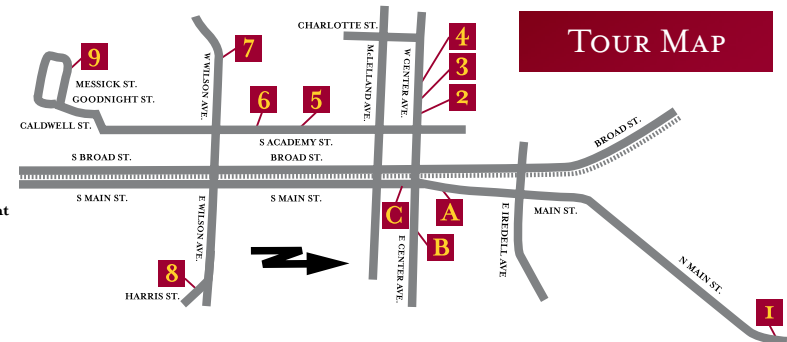 TOUR MAP
CHARLOTTE ST.
4
7
9
W WILSON AVE.
McLELLAND AVE.
W CENTER AVE.
3
MESSICK ST.
GOODNIGHT ST.
6
5
2
CALDWELL ST.
S ACADEMY ST.
BROAD ST.
S BROAD ST.
BROAD ST.
S MAIN ST.
S MAIN ST.
C
A
MAIN ST.
E WILSON AVE.
E IREDELL AVE
B
E CENTER AVE.
8
N MAIN ST.
HARRIS ST.
1